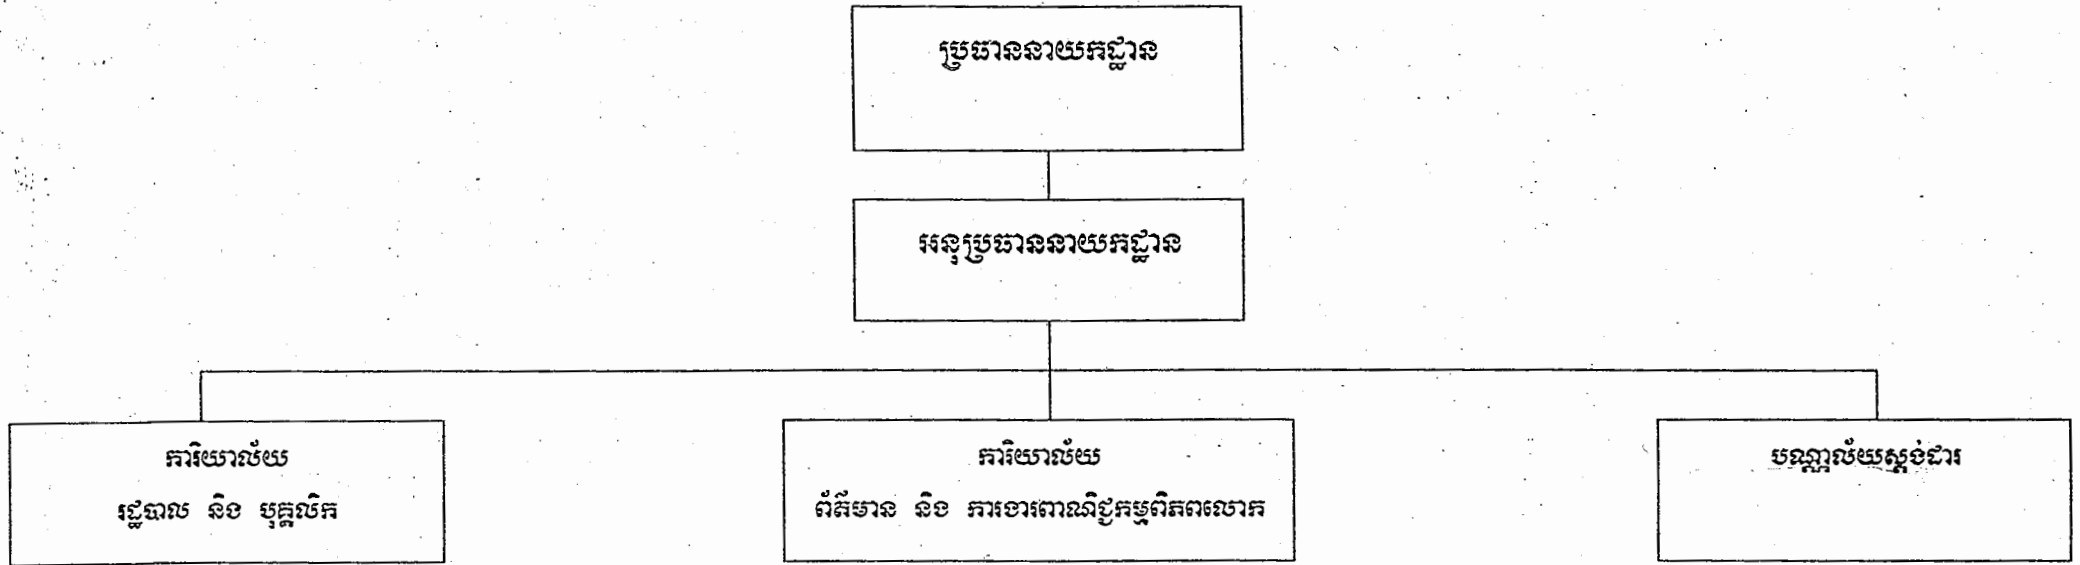 ប្រធាននាយកដ្ឋាន
អនុប្រធាននាយកដ្ឋាន
ការិយាល័យ
រដ្ឋបាល និង បុគ្គលិក
ការិយាល័យ
ព័ត៌មាន និង ការងារពាណិជ្ជកម្មពិភពលោក
បណ្ណាល័យស្តង់ដារ